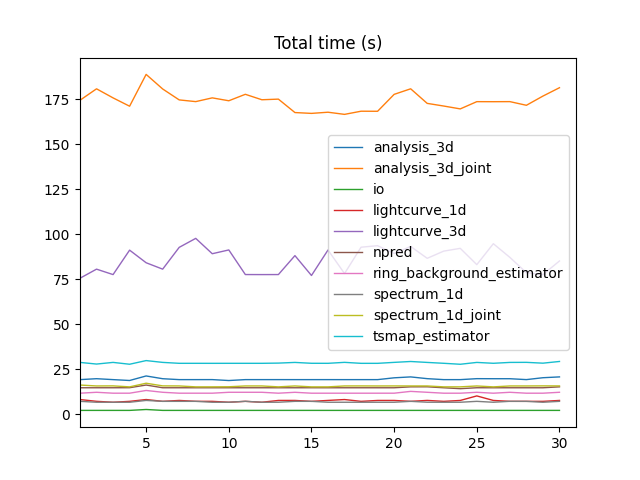 Total time (s)
175
150
125
100
75
50
25
0
analysis_3d
analysis_3d_joint
io
lightcurve_1d
lightcurve_3d
npred
ring_background_estimator
spectrum_1d
spectrum_1d_joint
tsmap_estimator
5 10 15 20 25 30